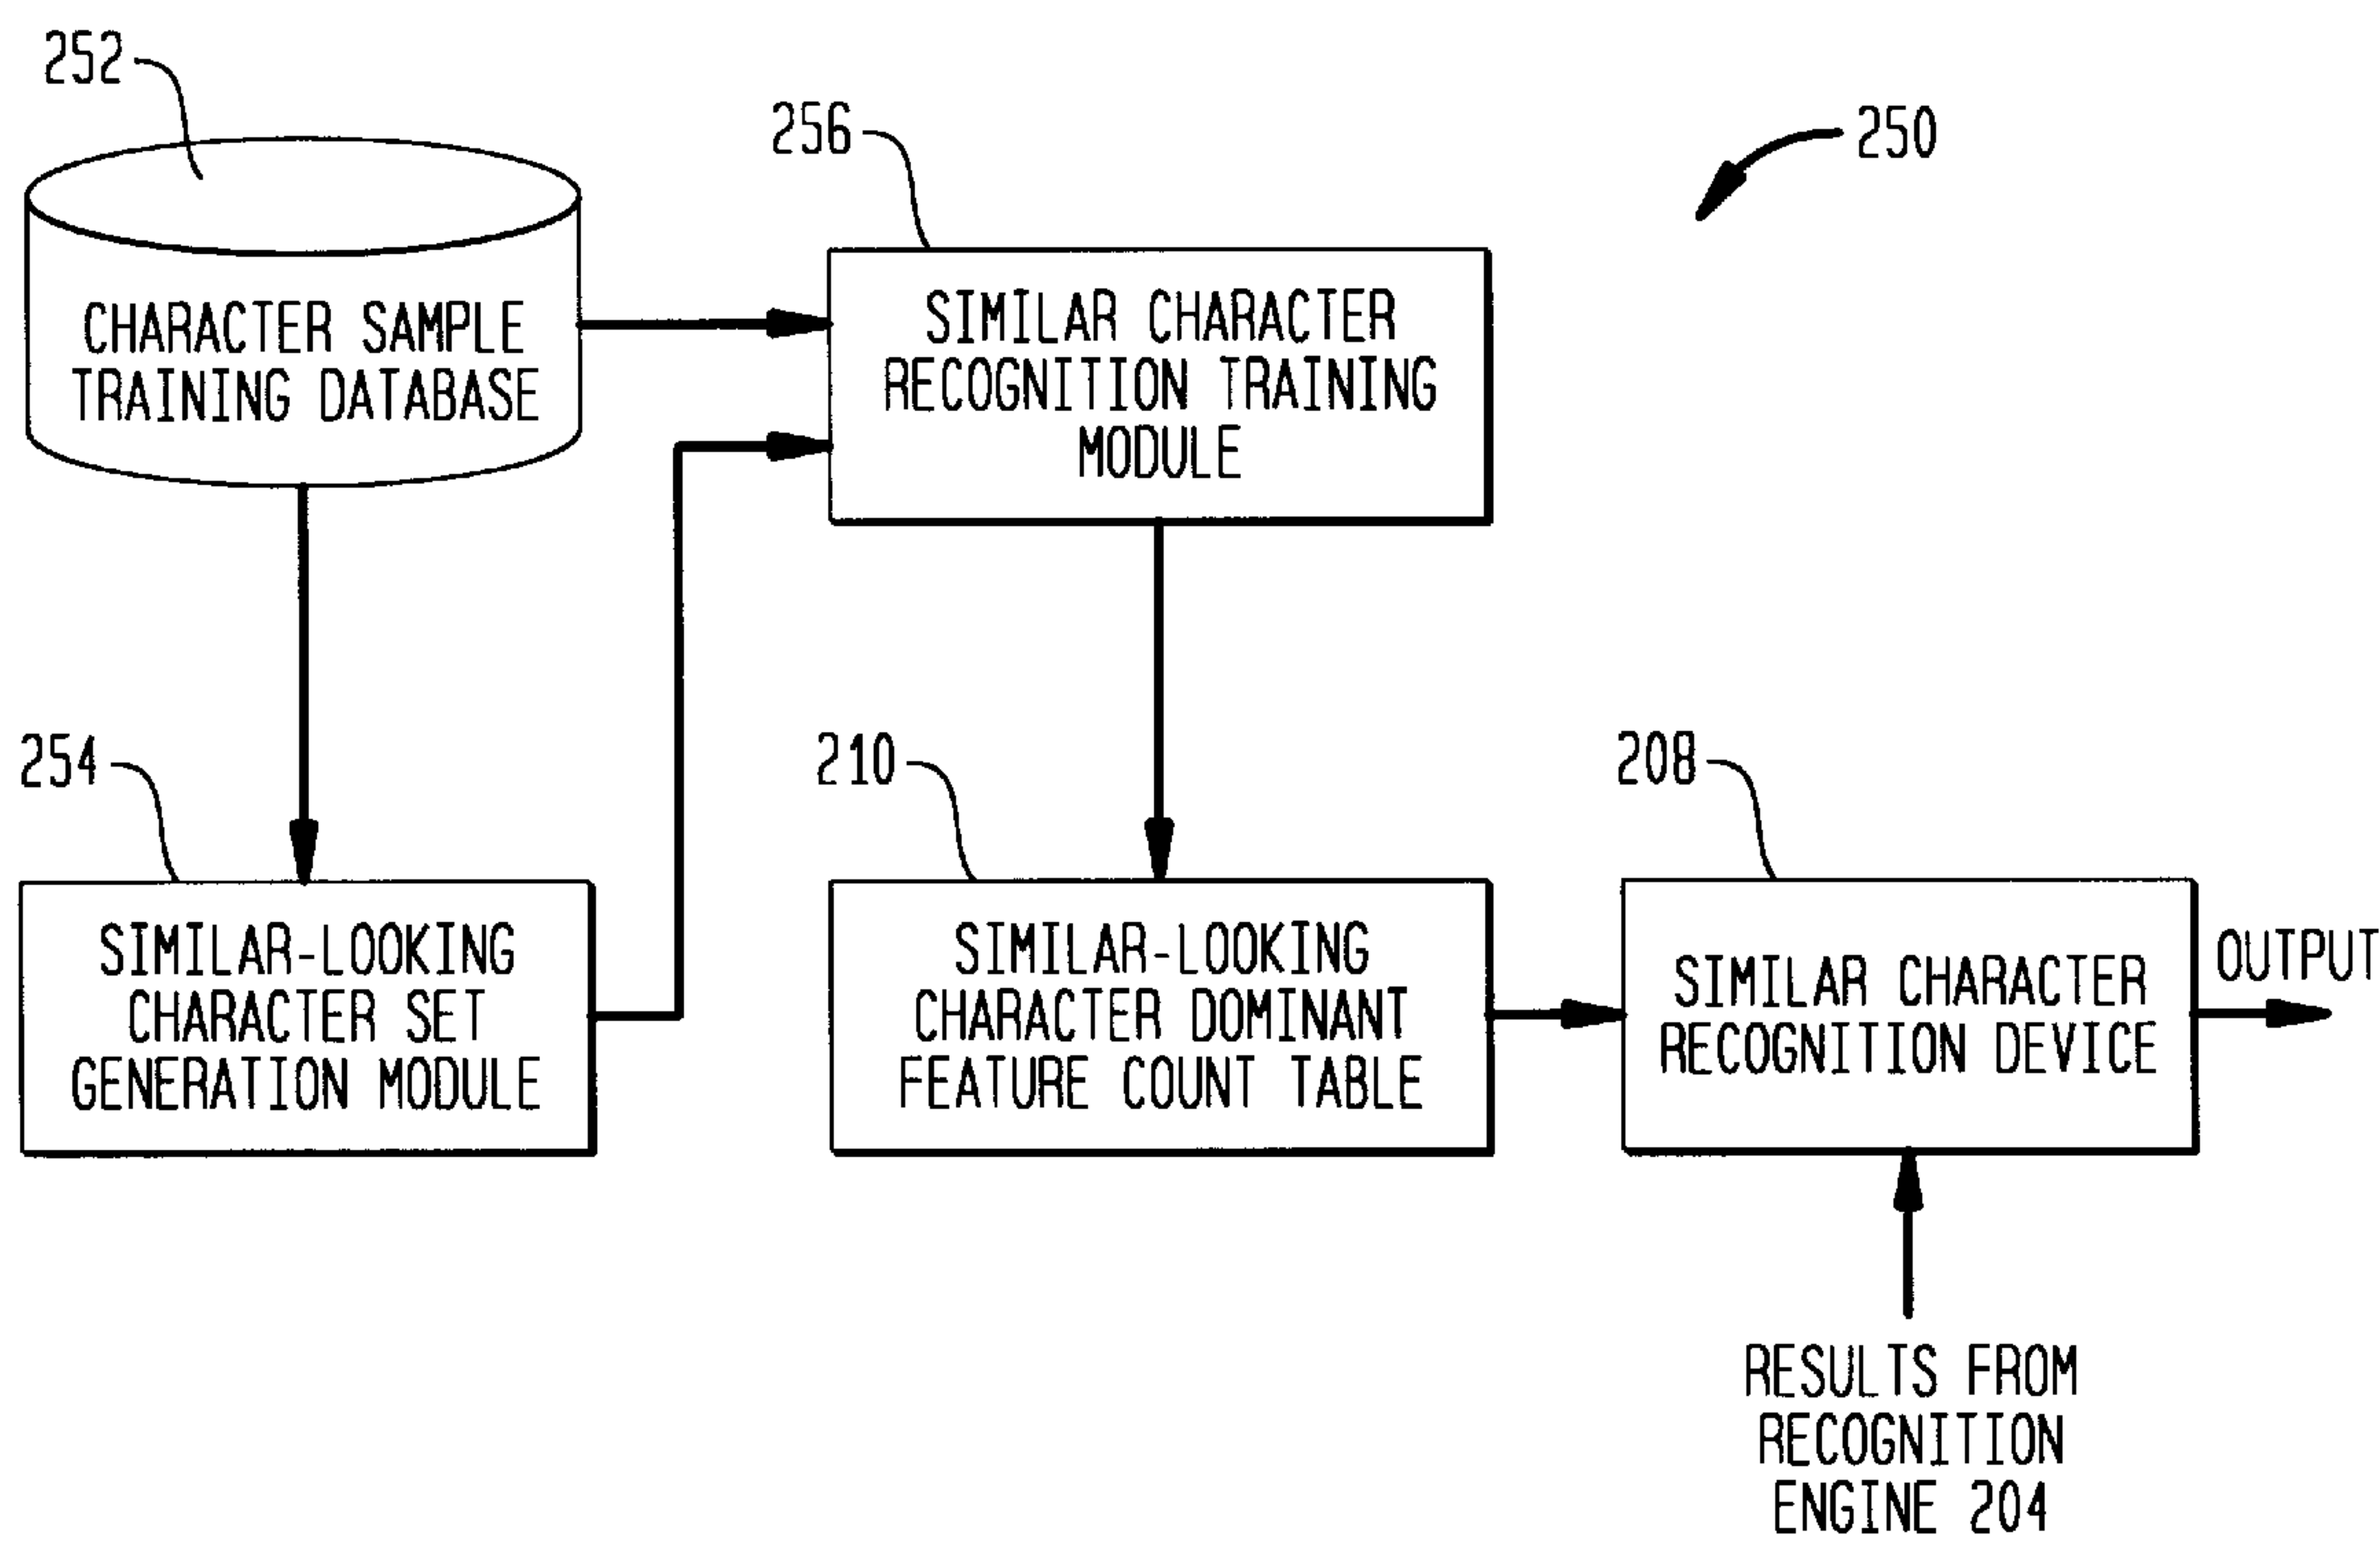 252
256
250
CHARACTER SAMPLE
TRAINING DATABASE
SIMILAR CHARACTER
RECOGNITION TRAINING
MODULE
254
210
208
SIMILAR-LOOKING
CHARACTER SET
GENERATION MODULE
SIMILAR-LOOKING
CHARACTER DOMINANT
FEATURE COUNT TABLE
SIMILAR CHARACTER
RECOGNITION DEVICE
OUTPUT
RESULTS FROM
RECOGNITION
ENGINE 204